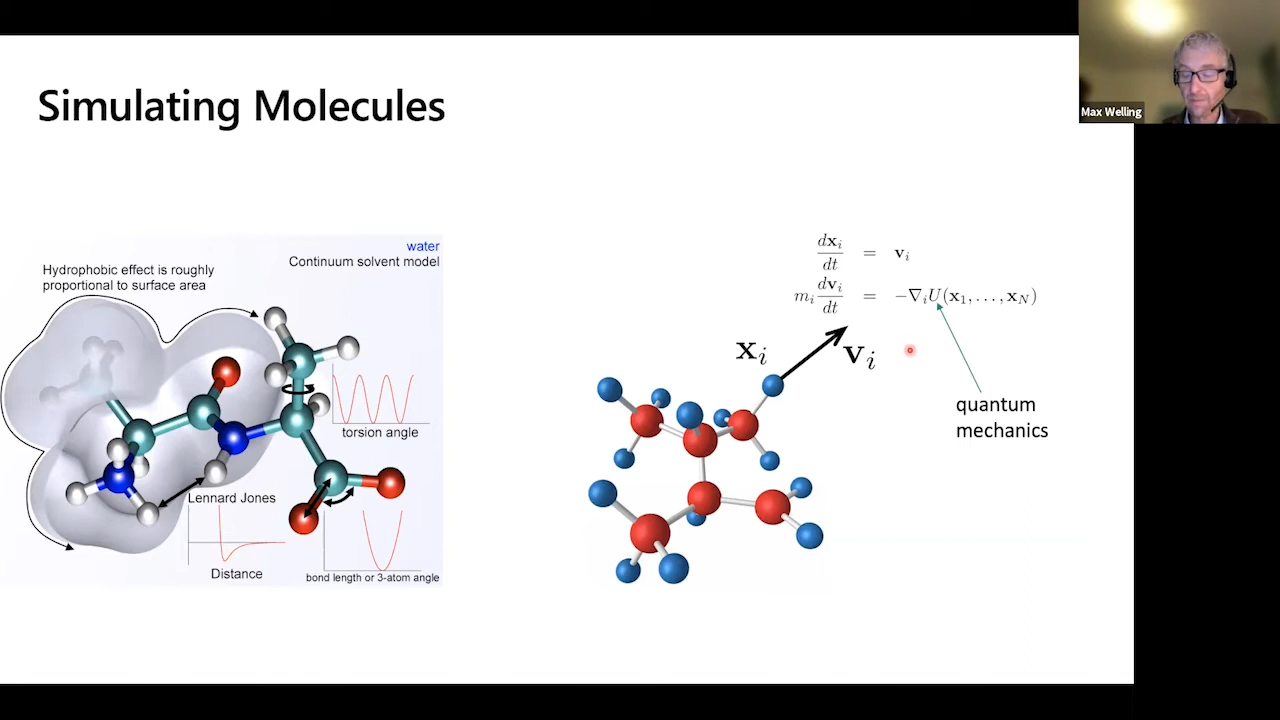 Simulating Molecules
Max Welling
water
Continuum solvent model
Hydrophobic effect is roughly
proportional to surface area
torsion angle
Lennard Jones
Distance
bond length or 3-atom angle
d𝐱ᵢ/dt = 𝐯ᵢ
mᵢ d𝐯ᵢ/dt = −∇ᵢU(𝐱₁, . . . , 𝐱_N)
𝐱ᵢ
𝐯ᵢ
quantum
mechanics